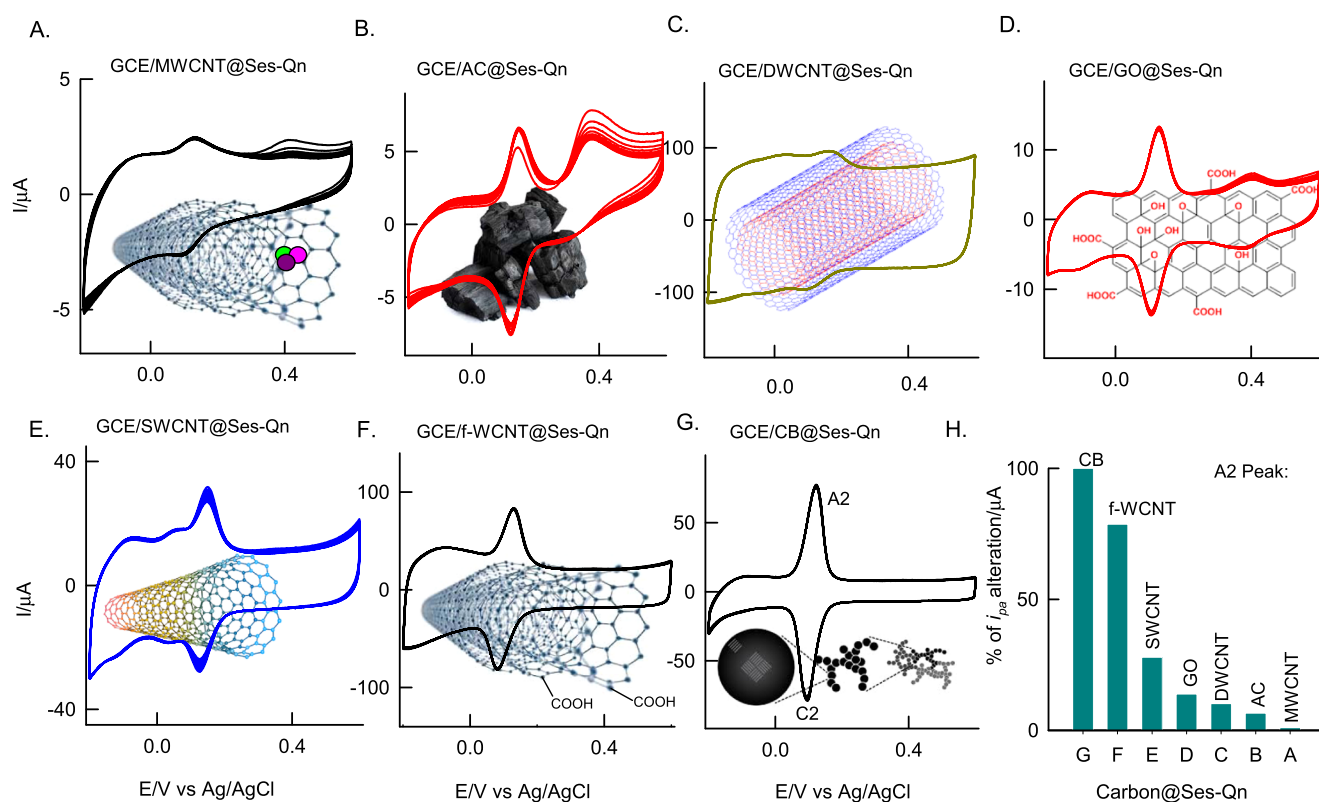 A.
GCE/MWCNT@Ses-Qn
5
0
-5
I/µA
0.0
0.4
B.
GCE/AC@Ses-Qn
5
0
-5
0.0
0.4
C.
GCE/DWCNT@Ses-Qn
100
0
-100
0.0
0.4
D.
GCE/GO@Ses-Qn
10
0
-10
COOH
COOH
OH
O
O
OH
OH
HOOC
O
OH
HOOC
COOH
0.0
0.4
E.
GCE/SWCNT@Ses-Qn
40
0
-40
I/µA
0.0
0.4
E/V vs Ag/AgCl
F.
GCE/f-WCNT@Ses-Qn
100
0
-100
COOH
COOH
0.0
0.4
E/V vs Ag/AgCl
G.
GCE/CB@Ses-Qn
A2
50
0
-50
C2
0.0
0.4
E/V vs Ag/AgCl
H.
A2 Peak:
% of ipa alteration/µA
100
50
0
CB
f-WCNT
SWCNT
GO
DWCNT
AC
MWCNT
G F E D C B A
Carbon@Ses-Qn